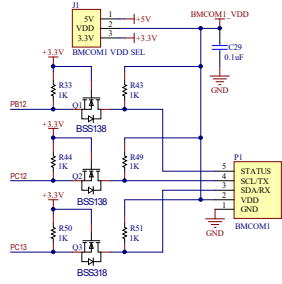 J1
5V 1 +5V
VDD 2
3.3V 3 +3.3V
BMCOM1 VDD SEL
BMCOM1_VDD
C29
0.1uF
GND
+3.3V
R33
1K
R43
1K
PB12
Q1
BSS138
+3.3V
R44
1K
R49
1K
PC12
Q2
BSS138
+3.3V
R50
1K
R51
1K
PC13
Q3
BSS318
P1
5 STATUS
4 SCL/TX
3 SDA/RX
2 VDD
1 GND
GND
BMCOM1